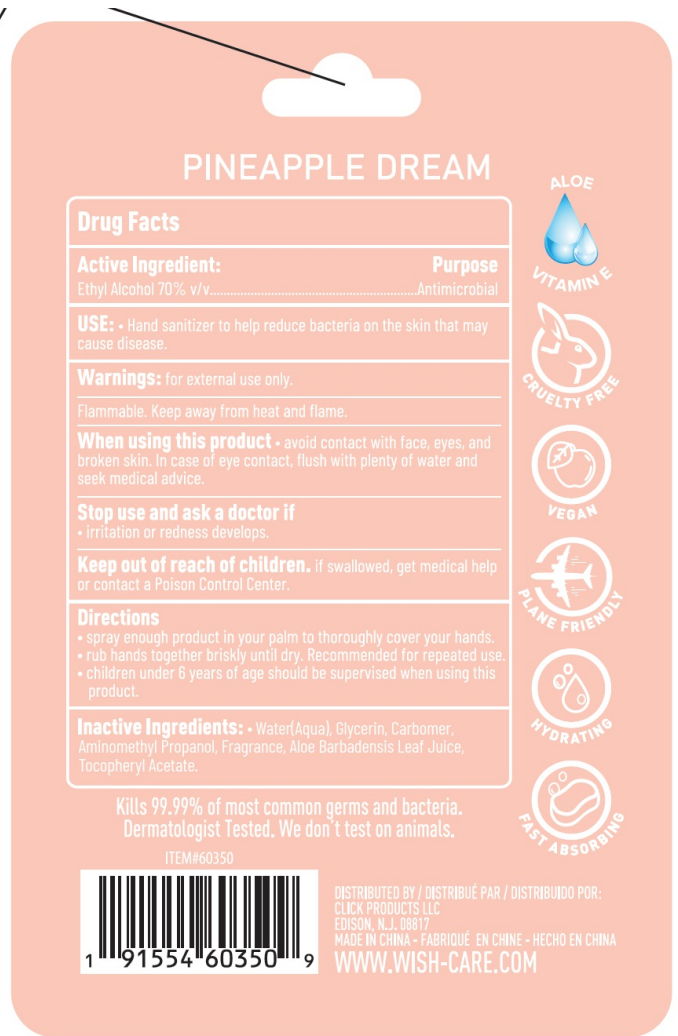 PINEAPPLE DREAM
Drug Facts
Active Ingredient: Purpose
Ethyl Alcohol 70% v/v.......................................................Antimicrobial
USE: • Hand sanitizer to help reduce bacteria on the skin that may
cause disease.
Warnings: for external use only.
Flammable. Keep away from heat and flame.
When using this product • avoid contact with face, eyes, and
broken skin. In case of eye contact, flush with plenty of water and
seek medical advice.
Stop use and ask a doctor if
• irritation or redness develops.
Keep out of reach of children. if swallowed, get medical help
or contact a Poison Control Center.
Directions
• spray enough product in your palm to thoroughly cover your hands.
• rub hands together briskly until dry. Recommended for repeated use.
• children under 6 years of age should be supervised when using this
product.
Inactive Ingredients: • Water(Aqua), Glycerin, Carbomer,
Aminomethyl Propanol, Fragrance, Aloe Barbadensis Leaf Juice,
Tocopheryl Acetate.
ALOE
VITAMIN E
CRUELTY FREE
VEGAN
PLANE FRIENDLY
HYDRATING
FAST ABSORBING
Kills 99.99% of most common germs and bacteria.
Dermatologist Tested. We don't test on animals.
ITEM#60350
1 91554 60350 9
DISTRIBUTED BY / DISTRIBUÉ PAR / DISTRIBUIDO POR:
CLICK PRODUCTS LLC
EDISON, N.J. 08817
MADE IN CHINA - FABRIQUÉ EN CHINE - HECHO EN CHINA
WWW.WISH-CARE.COM